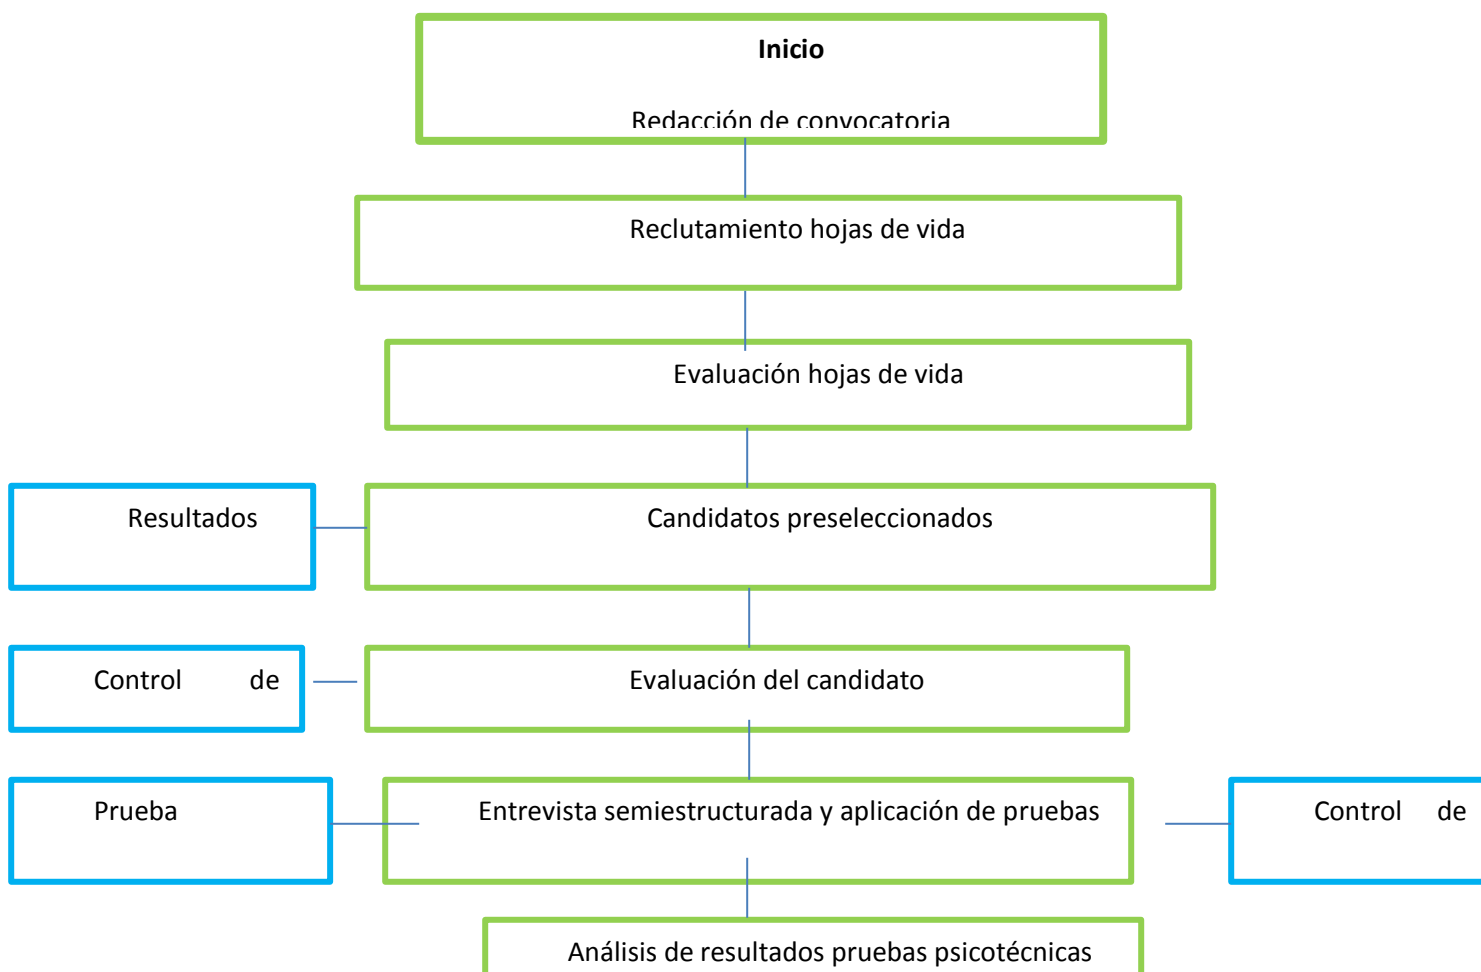 Inicio
Redacción de convocatoria
Reclutamiento hojas de vida
Evaluación hojas de vida
Resultados
Candidatos preseleccionados
Control de
Evaluación del candidato
Prueba
Entrevista semiestructurada y aplicación de pruebas
Control de
Análisis de resultados pruebas psicotécnicas